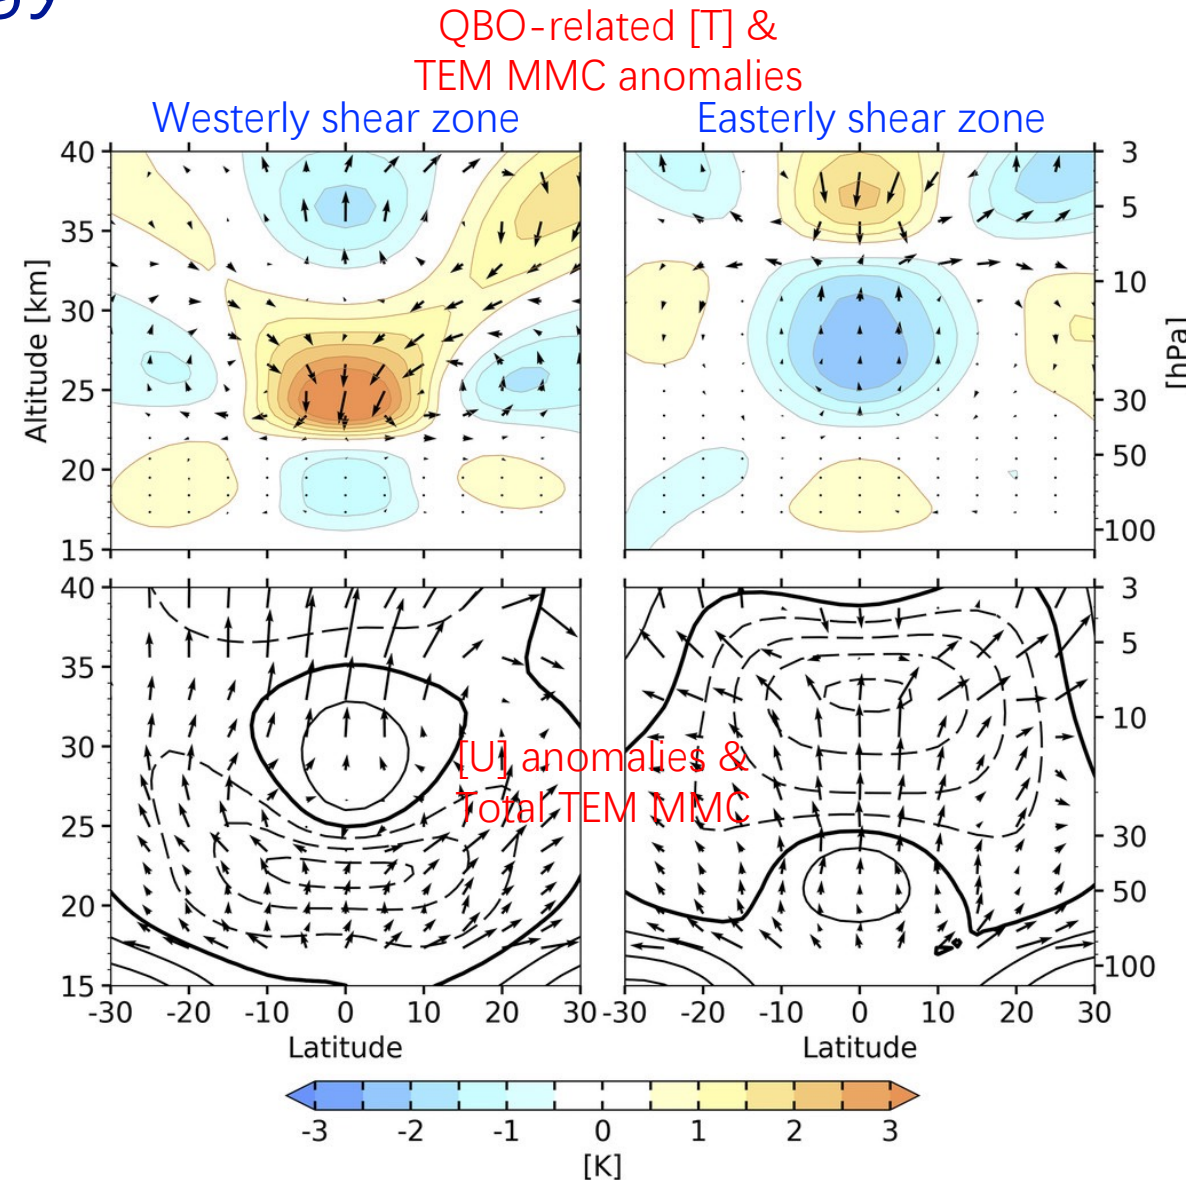 gy
QBO-related [T] &
TEM MMC anomalies
Westerly shear zone
Easterly shear zone
40
35
30
25
20
15
Altitude [km]
3
5
10
30
50
100
[hPa]
40
35
30
25
20
15
[U] anomalies &
Total TEM MMC
3
5
10
30
50
100
-30 -20 -10 0 10 20 30
-30 -20 -10 0 10 20 30
Latitude
Latitude
-3 -2 -1 0 1 2 3
[K]